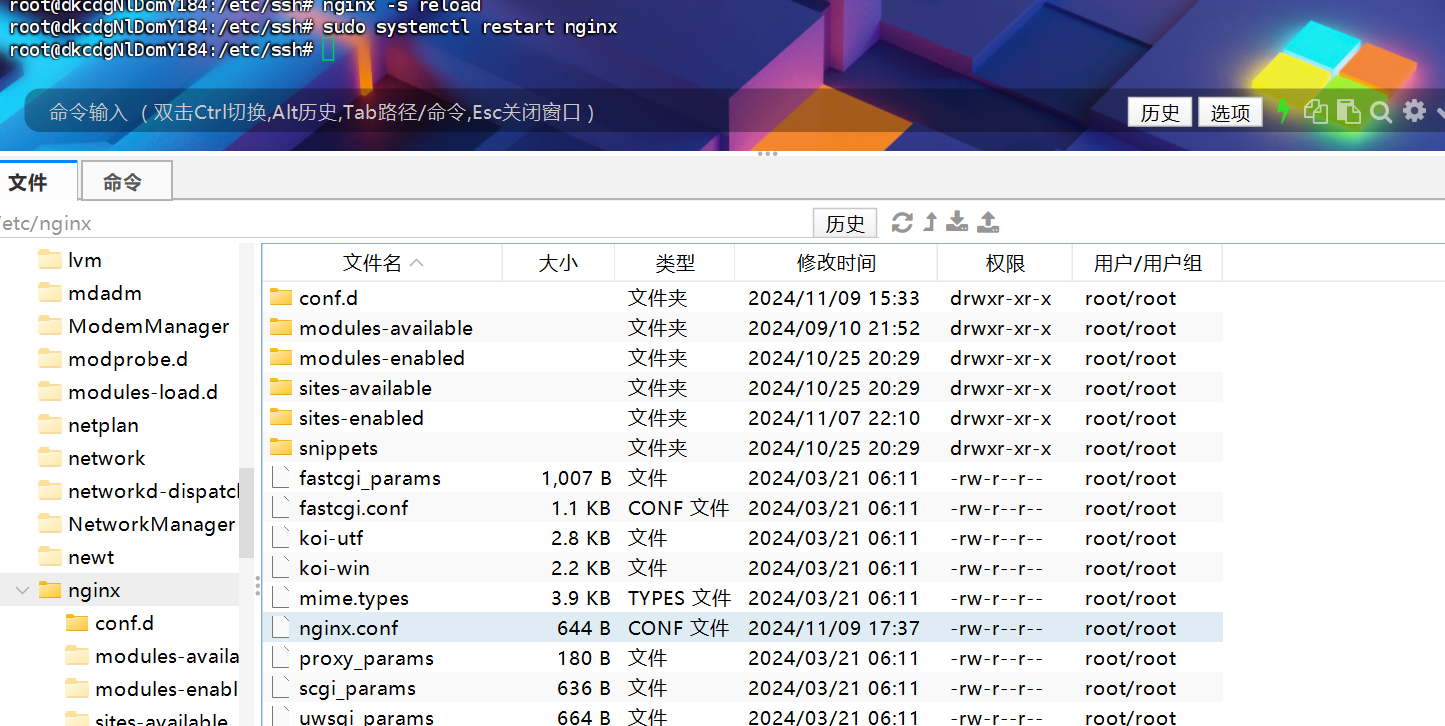 root@dkcdgNlDomY184:/etc/ssh# nginx -s reload
root@dkcdgNlDomY184:/etc/ssh# sudo systemctl restart nginx
root@dkcdgNlDomY184:/etc/ssh#
命令输入 （双击Ctrl切换,Alt历史,Tab路径/命令,Esc关闭窗口） 历史 选项
文件 命令
/etc/nginx 历史
lvm
mdadm
ModemManager
modprobe.d
modules-load.d
netplan
network
networkd-dispatc
NetworkManager
newt
nginx
conf.d
modules-availa
modules-enabl
sites-available
文件名 大小 类型 修改时间 权限 用户/用户组
conf.d 文件夹 2024/11/09 15:33 drwxr-xr-x root/root
modules-available 文件夹 2024/09/10 21:52 drwxr-xr-x root/root
modules-enabled 文件夹 2024/10/25 20:29 drwxr-xr-x root/root
sites-available 文件夹 2024/10/25 20:29 drwxr-xr-x root/root
sites-enabled 文件夹 2024/11/07 22:10 drwxr-xr-x root/root
snippets 文件夹 2024/10/25 20:29 drwxr-xr-x root/root
fastcgi_params 1,007 B 文件 2024/03/21 06:11 -rw-r--r-- root/root
fastcgi.conf 1.1 KB CONF 文件 2024/03/21 06:11 -rw-r--r-- root/root
koi-utf 2.8 KB 文件 2024/03/21 06:11 -rw-r--r-- root/root
koi-win 2.2 KB 文件 2024/03/21 06:11 -rw-r--r-- root/root
mime.types 3.9 KB TYPES 文件 2024/03/21 06:11 -rw-r--r-- root/root
nginx.conf 644 B CONF 文件 2024/11/09 17:37 -rw-r--r-- root/root
proxy_params 180 B 文件 2024/03/21 06:11 -rw-r--r-- root/root
scgi_params 636 B 文件 2024/03/21 06:11 -rw-r--r-- root/root
uwsgi_params 664 B 文件 2024/03/21 06:11 -rw-r--r-- root/root